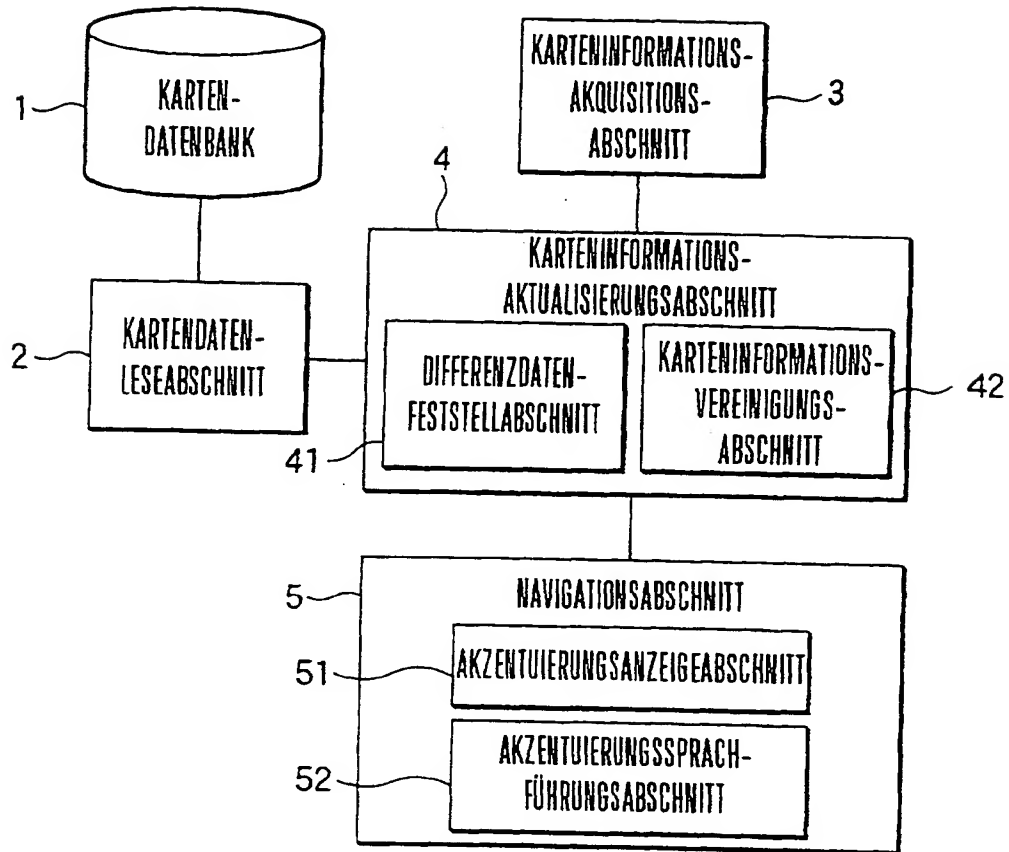 1
KARTEN-
DATENBANK
KARTENINFORMATIONS-
AKQUISITIONS-
ABSCHNITT
3
4
KARTENINFORMATIONS-
AKTUALISIERUNGSABSCHNITT
2
KARTENDATEN-
LESEABSCHNITT
DIFFERENZDATEN-
FESTSTELLABSCHNITT
41
KARTENINFORMATIONS-
VEREINIGUNGS-
ABSCHNITT
42
5
NAVIGATIONSABSCHNITT
51
AKZENTUIERUNGSANZEIGEABSCHNITT
52
AKZENTUIERUNGSSPRACH-
FÜHRUNGSABSCHNITT